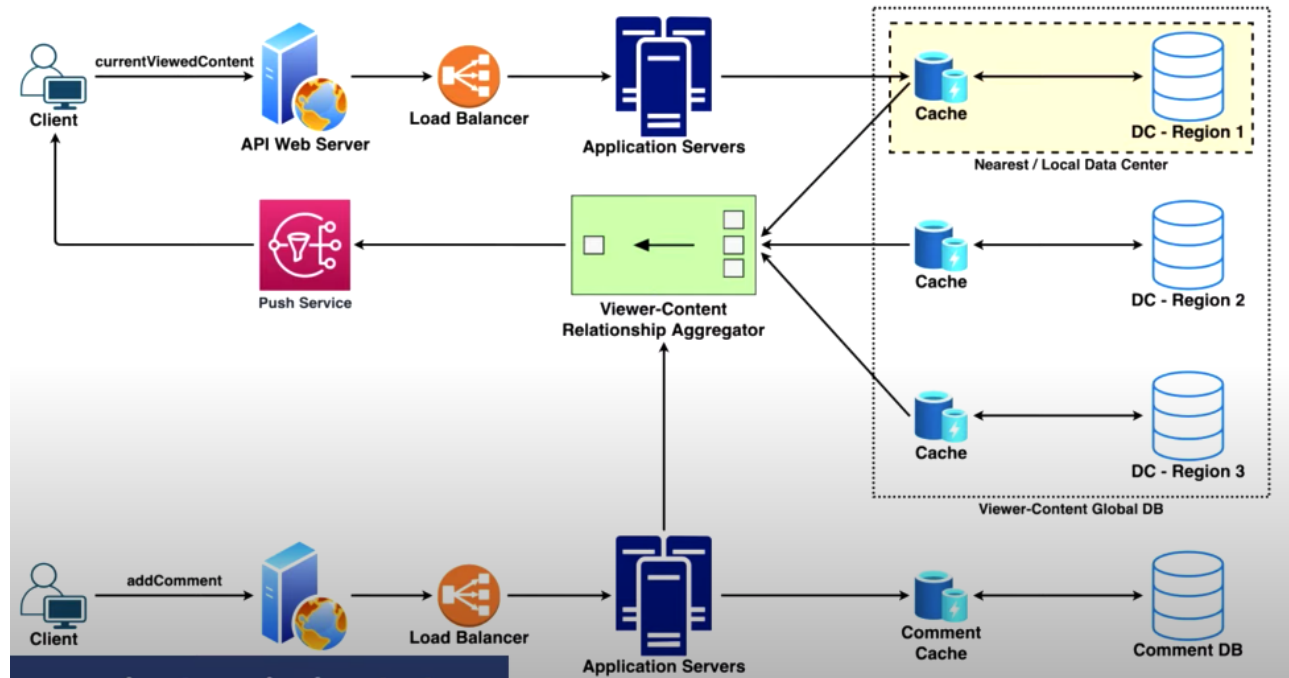 currentViewedContent
Client
API Web Server
Load Balancer
Application Servers
Cache
DC - Region 1
Nearest / Local Data Center
Push Service
Viewer-Content
Relationship Aggregator
Cache
DC - Region 2
Cache
DC - Region 3
Viewer-Content Global DB
addComment
Client
Load Balancer
Application Servers
Comment
Cache
Comment DB